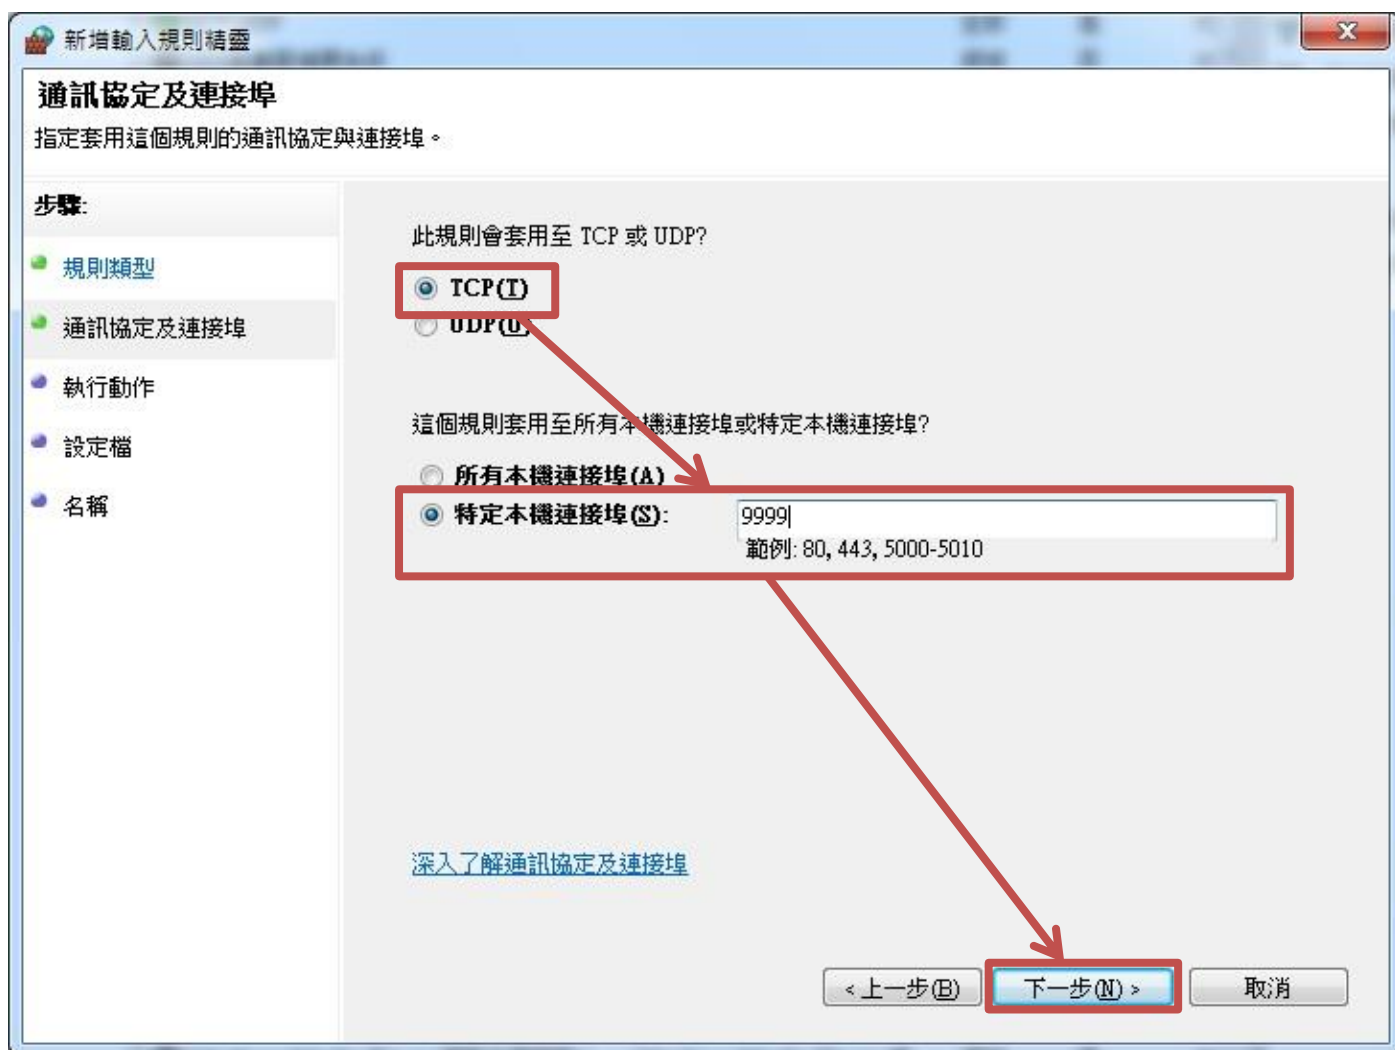 新增輸入規則精靈
通訊協定及連接埠
指定套用這個規則的通訊協定與連接埠。
步驟:
規則類型
通訊協定及連接埠
執行動作
設定檔
名稱
此規則會套用至 TCP 或 UDP?
TCP(T)
UDP(U)
這個規則套用至所有本機連接埠或特定本機連接埠?
所有本機連接埠(A)
特定本機連接埠(S): 9999
範例: 80, 443, 5000-5010
深入了解通訊協定及連接埠
<上一步(B) 下一步(N)> 取消